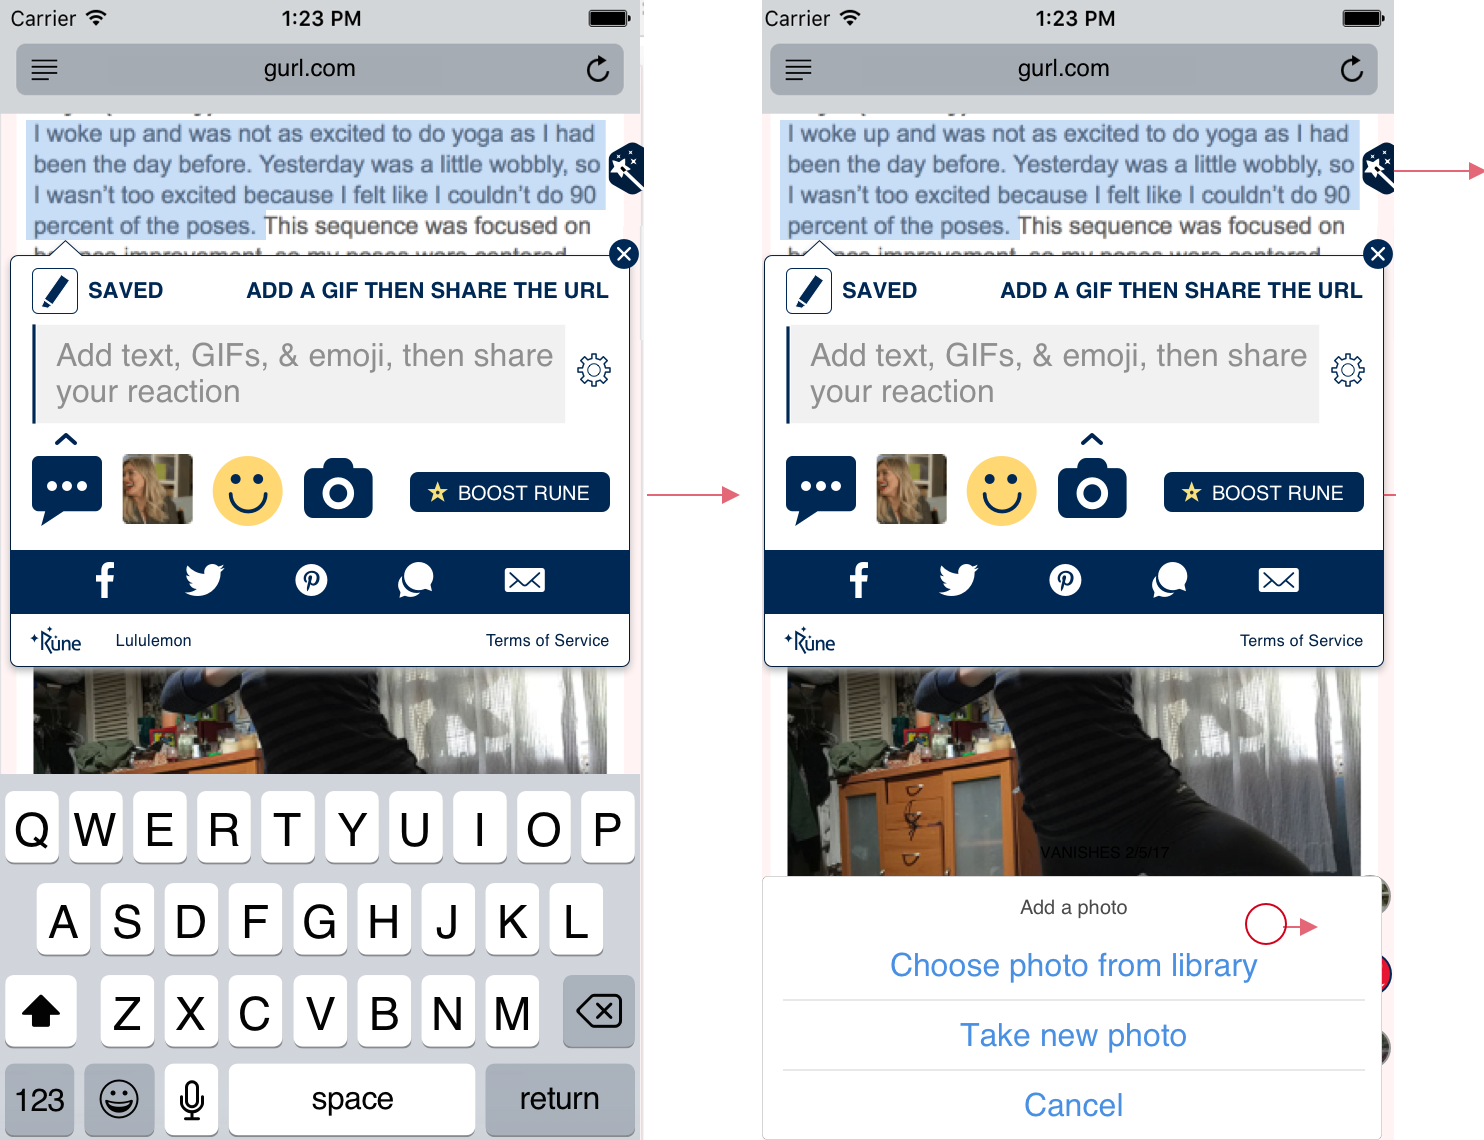 Carrier 1:23 PM
gurl.com
I woke up and was not as excited to do yoga as I had
been the day before. Yesterday was a little wobbly, so
I wasn't too excited because I felt like I couldn't do 90
percent of the poses. This sequence was focused on
SAVED ADD A GIF THEN SHARE THE URL
Add text, GIFs, & emoji, then share
your reaction
BOOST RUNE
Rüne Lululemon Terms of Service
Q W E R T Y U I O P
A S D F G H J K L
Z X C V B N M
123 space return
Carrier 1:23 PM
gurl.com
I woke up and was not as excited to do yoga as I had
been the day before. Yesterday was a little wobbly, so
I wasn't too excited because I felt like I couldn't do 90
percent of the poses. This sequence was focused on
SAVED ADD A GIF THEN SHARE THE URL
Add text, GIFs, & emoji, then share
your reaction
BOOST RUNE
Rüne Terms of Service
VANISHES 2/5/17
Add a photo
Choose photo from library
Take new photo
Cancel